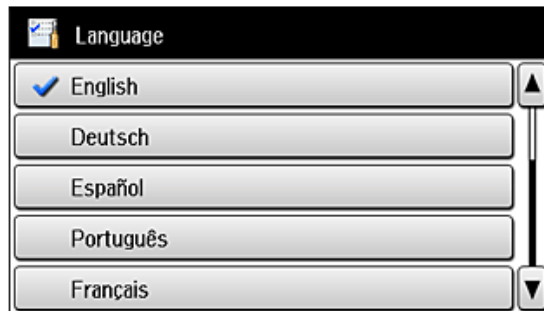 Language
English
Deutsch
Español
Português
Français